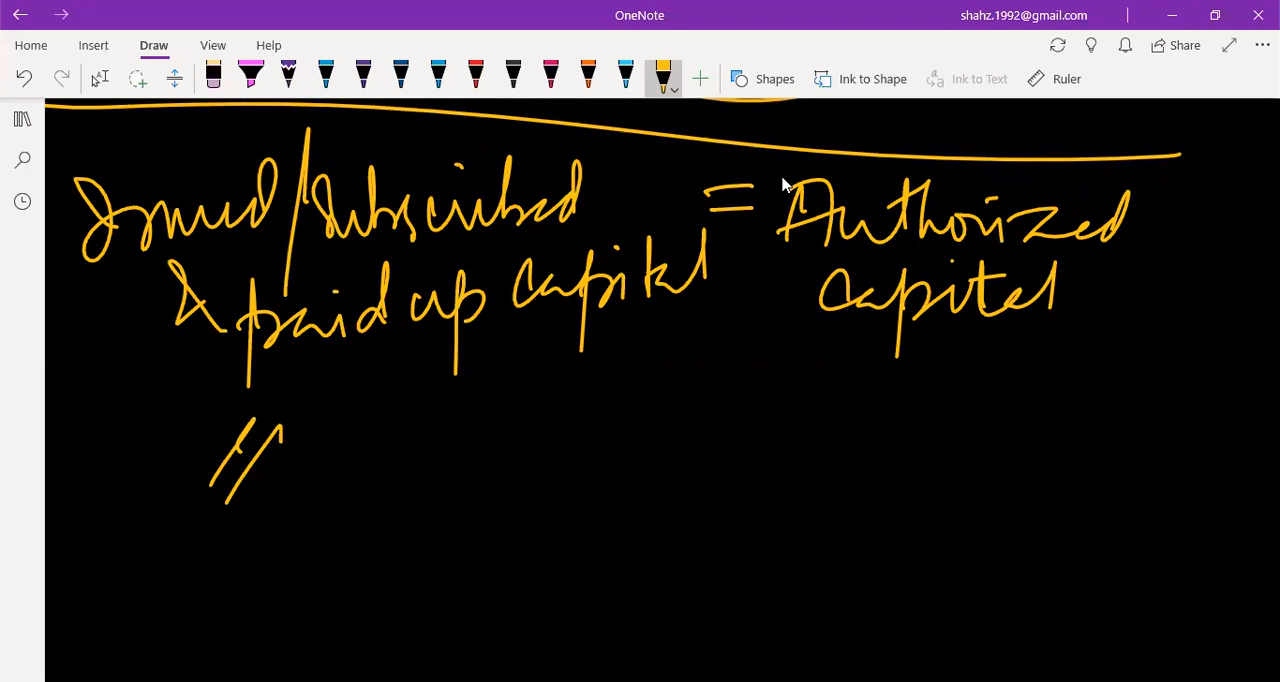 OneNote
shahz.1992@gmail.com
Home Insert Draw View Help
Share
Shapes Ink to Shape Ink to Text Ruler
Issued/Subscribed = Authorized
& paid up capital capital